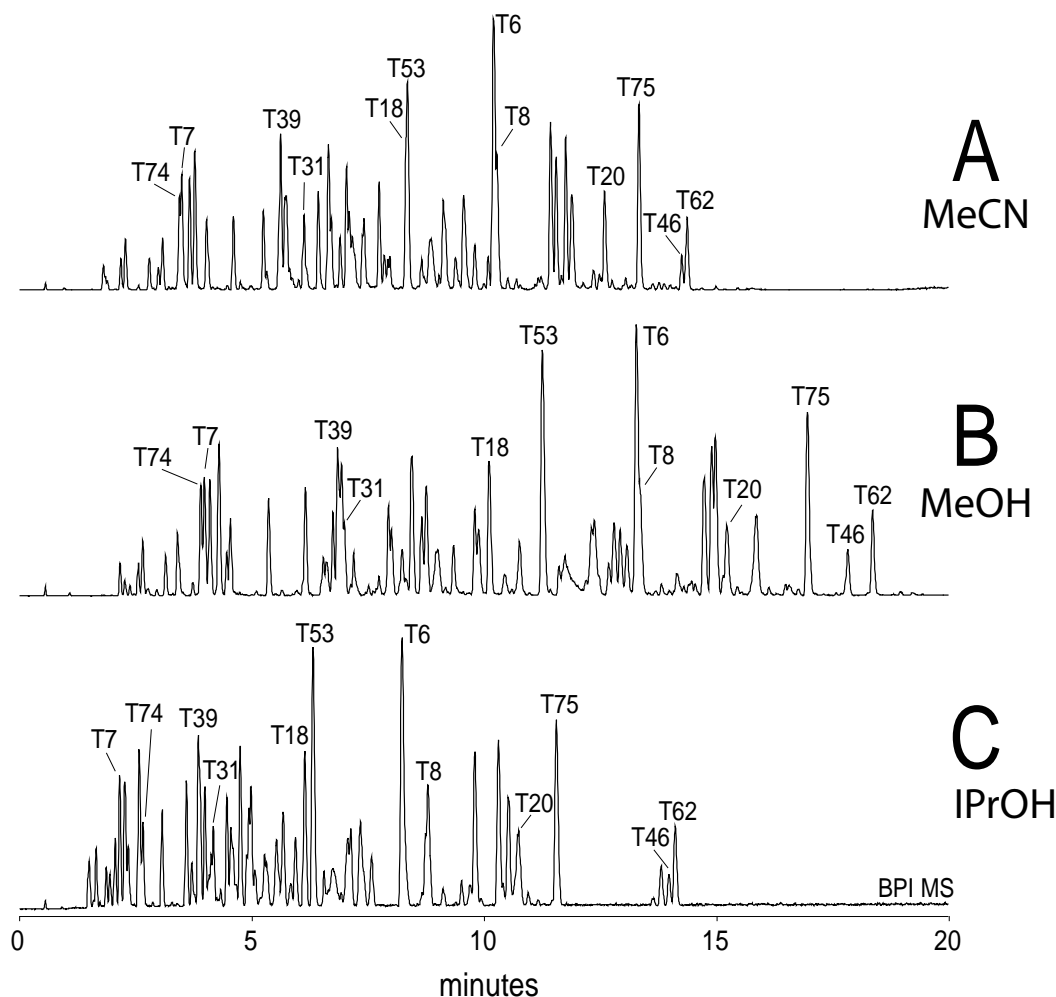 T6
T53
T75
T18
T8
T39
T7
T31
T74
T20
T62
T46
A
MeCN
T53
T6
T75
T7
T39
T18
T8
T74
T31
T20
T62
T46
B
MeOH
T53
T6
T74
T39
T75
T7
T18
T31
T8
T20
T62
T46
C
IPrOH
BPI MS
0 5 10 15 20
minutes